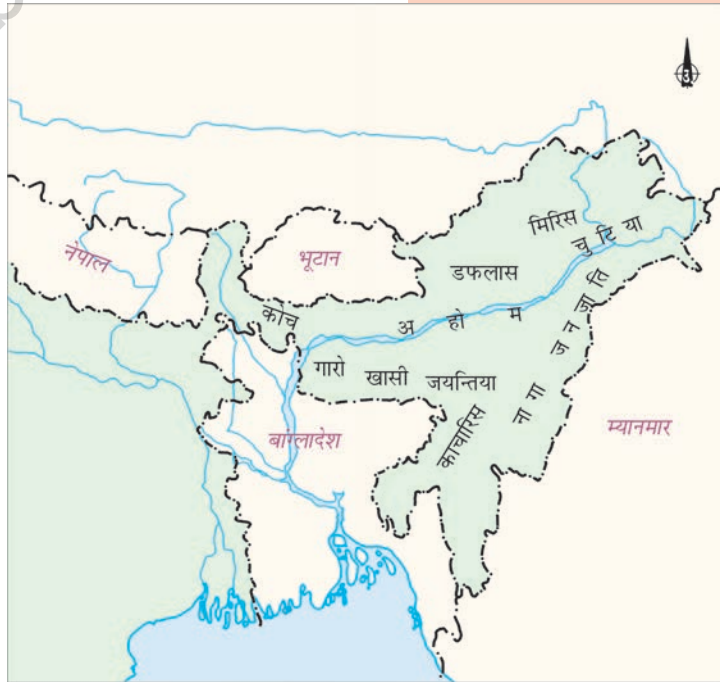 उ
मिरिस
चुटिया
नेपाल
भूटान
डफलास
कोच
अहोम
नागा जनजाति
गारो
खासी
जयन्तिया
काचारिस
म्यानमार
बांग्लादेश